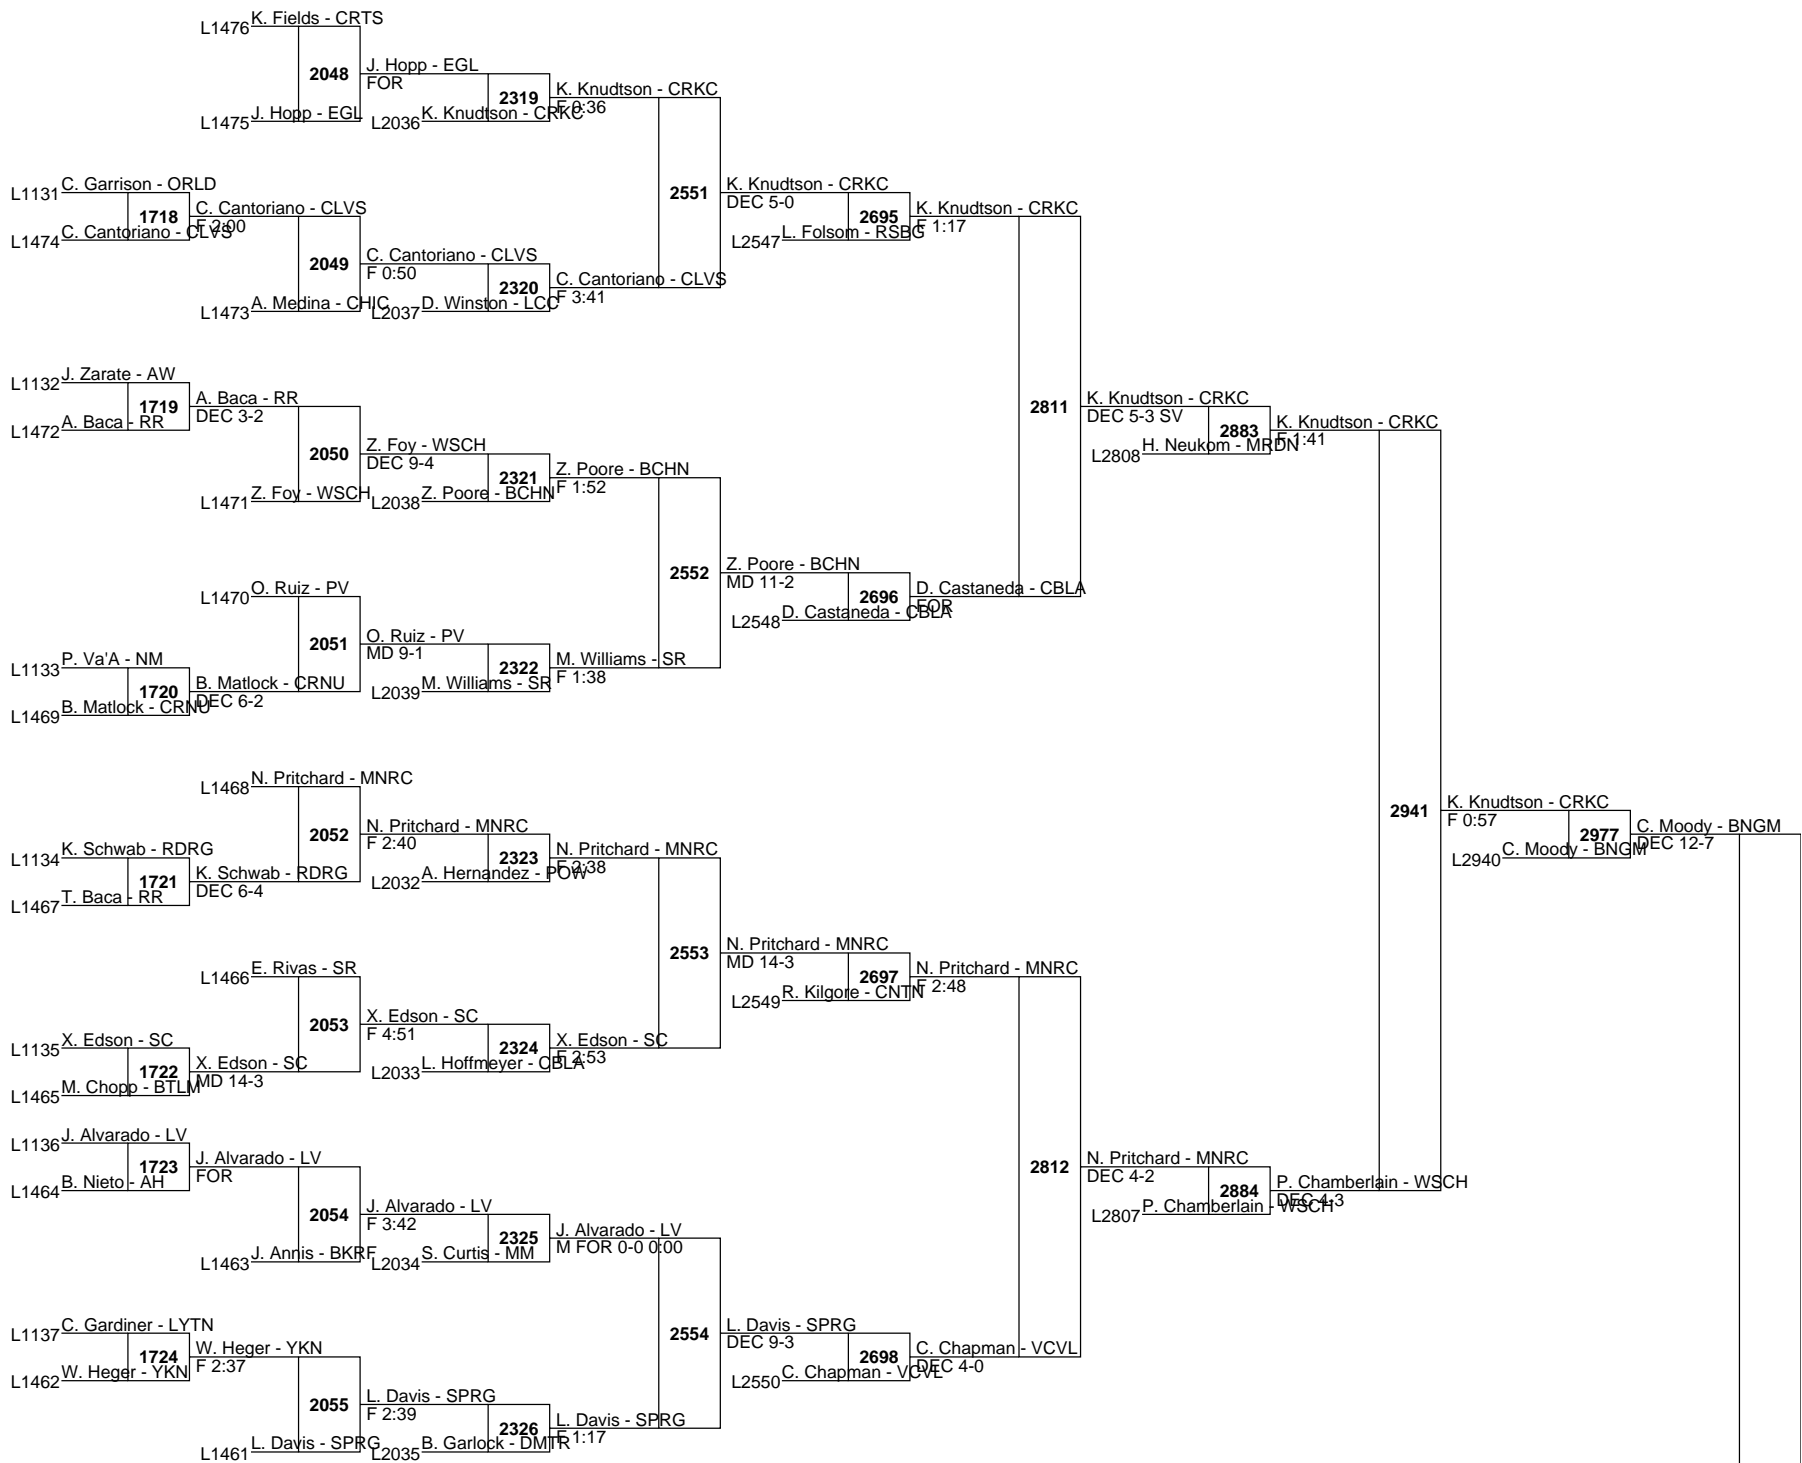 K. Fields - CRTS
L1476
2048
J. Hopp - EGL
FOR
J. Hopp - EGL
L1475
2319
K. Knudtson - CRKC
L2036
K. Knudtson - CRKC
F 0:36
C. Garrison - ORLD
L1131
1718
C. Cantoriano - CLVS
L1474
C. Cantoriano - CLVS
F 2:00
2049
A. Medina - CHIC
L1473
C. Cantoriano - CLVS
F 0:50
2320
D. Winston - LCC
L2037
C. Cantoriano - CLVS
F 3:41
2551
K. Knudtson - CRKC
DEC 5-0
2695
L. Folsom - RSBG
L2547
K. Knudtson - CRKC
F 1:17
J. Zarate - AW
L1132
1719
A. Baca - RR
L1472
A. Baca - RR
DEC 3-2
2050
Z. Foy - WSCH
L1471
Z. Foy - WSCH
DEC 9-4
2321
Z. Poore - BCHN
L2038
Z. Poore - BCHN
F 1:52
O. Ruiz - PV
L1470
2051
P. Va'A - NM
L1133
1720
B. Matlock - CRNU
L1469
B. Matlock - CRNU
DEC 6-2
O. Ruiz - PV
MD 9-1
2322
M. Williams - SR
L2039
M. Williams - SR
F 1:38
2552
Z. Poore - BCHN
MD 11-2
2696
D. Castaneda - CBLA
L2548
D. Castaneda - CBLA
FOR
2811
K. Knudtson - CRKC
DEC 5-3 SV
2883
H. Neukom - MRDN
L2808
K. Knudtson - CRKC
F 1:41
N. Pritchard - MNRC
L1468
2052
K. Schwab - RDRG
L1134
1721
T. Baca - RR
L1467
K. Schwab - RDRG
DEC 6-4
N. Pritchard - MNRC
F 2:40
2323
A. Hernandez - POW
L2032
N. Pritchard - MNRC
F 2:38
E. Rivas - SR
L1466
2053
X. Edson - SC
L1135
1722
M. Chopp - BTLM
L1465
X. Edson - SC
MD 14-3
X. Edson - SC
F 4:51
2324
L. Hoffmeyer - CBLA
L2033
X. Edson - SC
F 2:53
2553
N. Pritchard - MNRC
MD 14-3
2697
R. Kilgore - CNTN
L2549
N. Pritchard - MNRC
F 2:48
J. Alvarado - LV
L1136
1723
B. Nieto - AH
L1464
J. Alvarado - LV
FOR
2054
J. Annis - BKRF
L1463
J. Alvarado - LV
F 3:42
2325
S. Curtis - MM
L2034
J. Alvarado - LV
M FOR 0-0 0:00
C. Gardiner - LYTN
L1137
1724
W. Heger - YKN
L1462
W. Heger - YKN
F 2:37
2055
L. Davis - SPRG
L1461
L. Davis - SPRG
F 2:39
2326
B. Garlock - DMTR
L2035
L. Davis - SPRG
F 1:17
2554
L. Davis - SPRG
DEC 9-3
2698
C. Chapman - VCVL
L2550
C. Chapman - VCVL
DEC 4-0
2812
N. Pritchard - MNRC
DEC 4-2
2884
P. Chamberlain - WSCH
L2807
P. Chamberlain - WSCH
DEC 4-3
2941
K. Knudtson - CRKC
F 0:57
2977
C. Moody - BNGM
L2940
C. Moody - BNGM
DEC 12-7